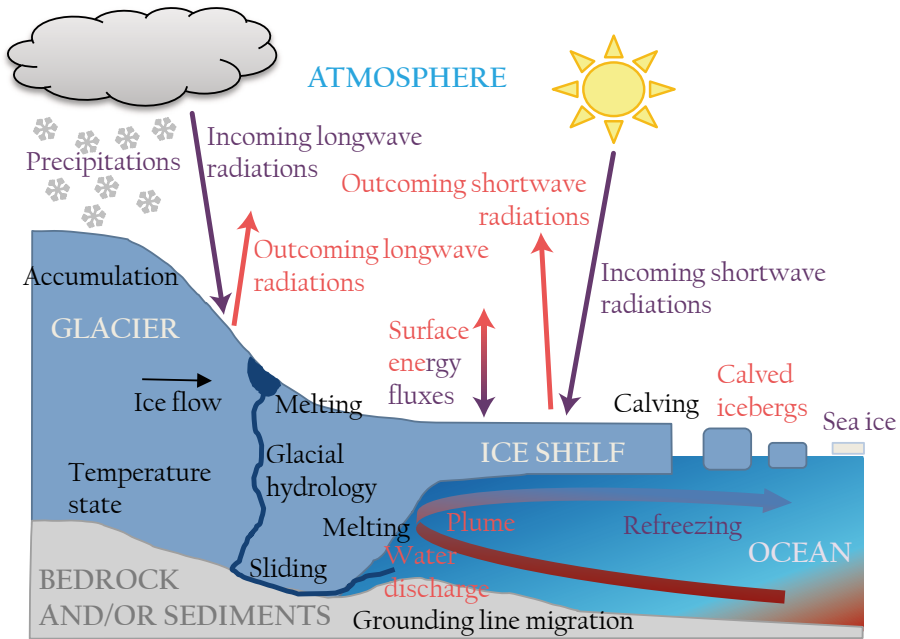 ATMOSPHERE
Incoming longwave
radiations
Precipitations
Outcoming shortwave
radiations
Outcoming longwave
radiations
Incoming shortwave
radiations
Accumulation
GLACIER
Surface
energy
fluxes
Ice flow
Melting
Calving
Calved
icebergs
Sea ice
ICE SHELF
Glacial
hydrology
Temperature
state
Melting
Plume
Refreezing
OCEAN
Water
discharge
Sliding
BEDROCK
AND/OR SEDIMENTS
Grounding line migration